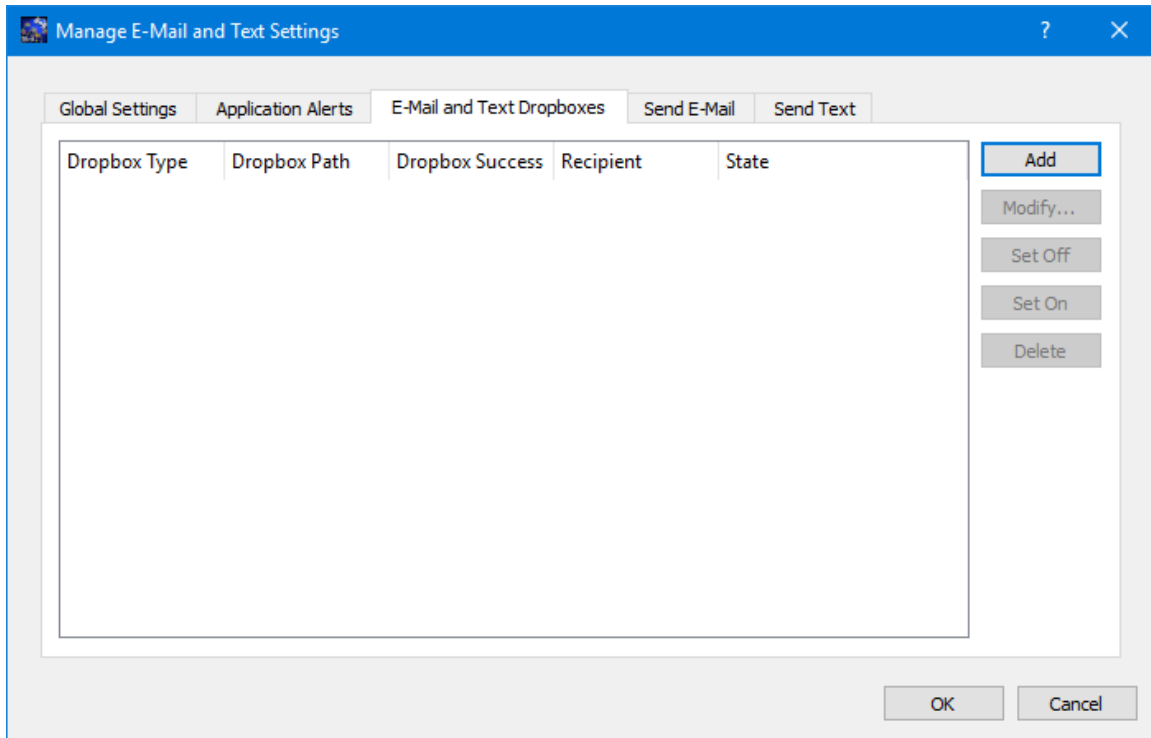 Manage E-Mail and Text Settings ?
Global Settings Application Alerts E-Mail and Text Dropboxes Send E-Mail Send Text
Dropbox Type Dropbox Path Dropbox Success Recipient State
Add
Modify...
Set Off
Set On
Delete
OK Cancel